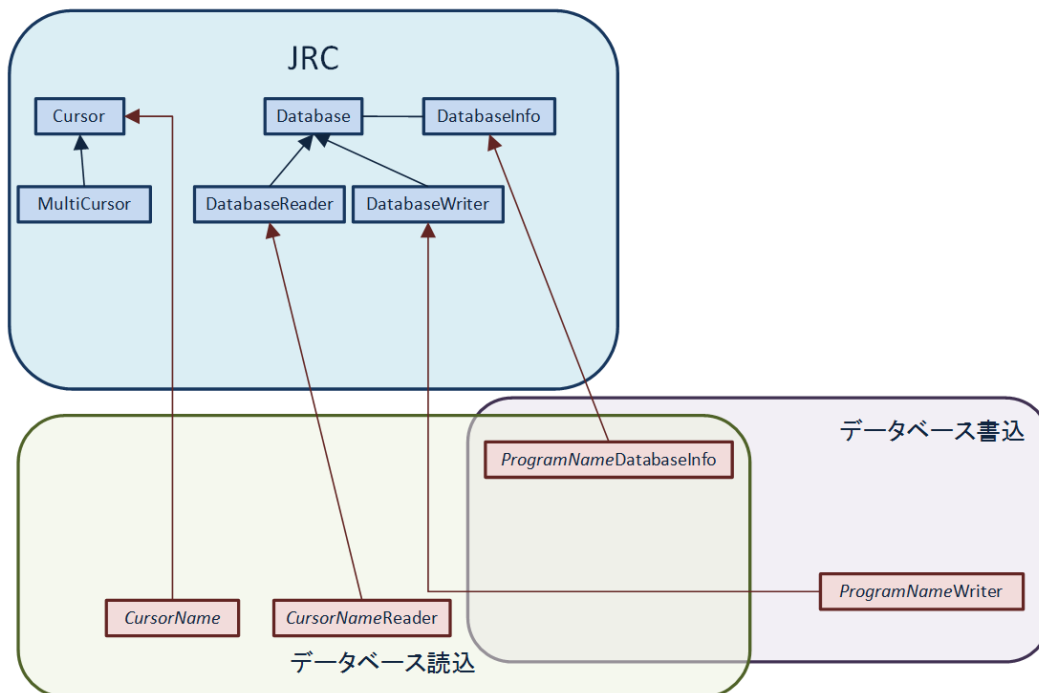 JRC
Cursor
Database
DatabaseInfo
MultiCursor
DatabaseReader
DatabaseWriter
データベース書込
ProgramNameDatabaseInfo
ProgramNameWriter
CursorName
CursorNameReader
データベース読込